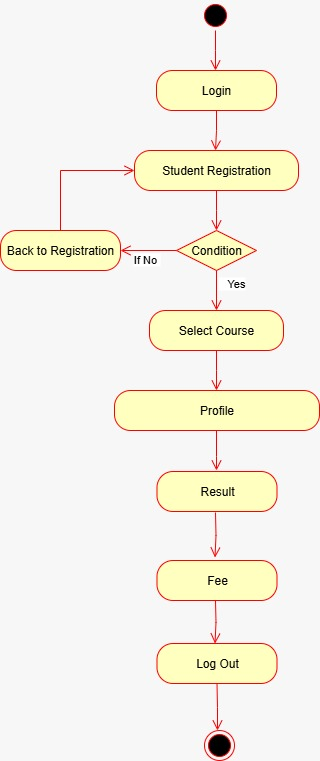 Login
Student Registration
Back to Registration
If No
Condition
Yes
Select Course
Profile
Result
Fee
Log Out